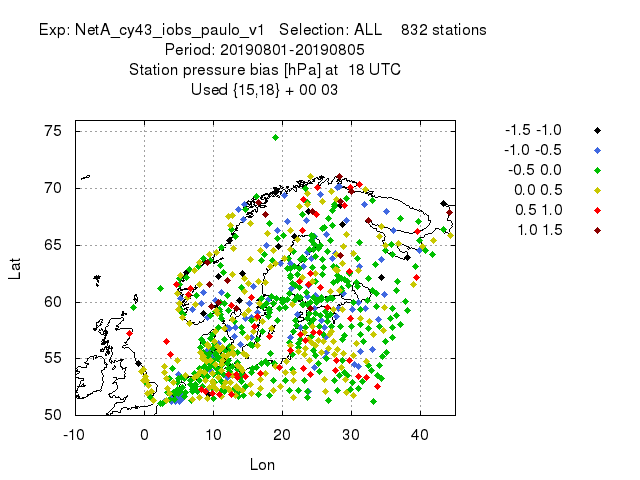 Exp: NetA_cy43_iobs_paulo_v1 Selection: ALL 832 stations
Period: 20190801-20190805
Station pressure bias [hPa] at 18 UTC
Used {15,18} + 00 03
75
70
65
60
55
50
-10 0 10 20 30 40
Lat
Lon
-1.5 -1.0
-1.0 -0.5
-0.5 0.0
0.0 0.5
0.5 1.0
1.0 1.5